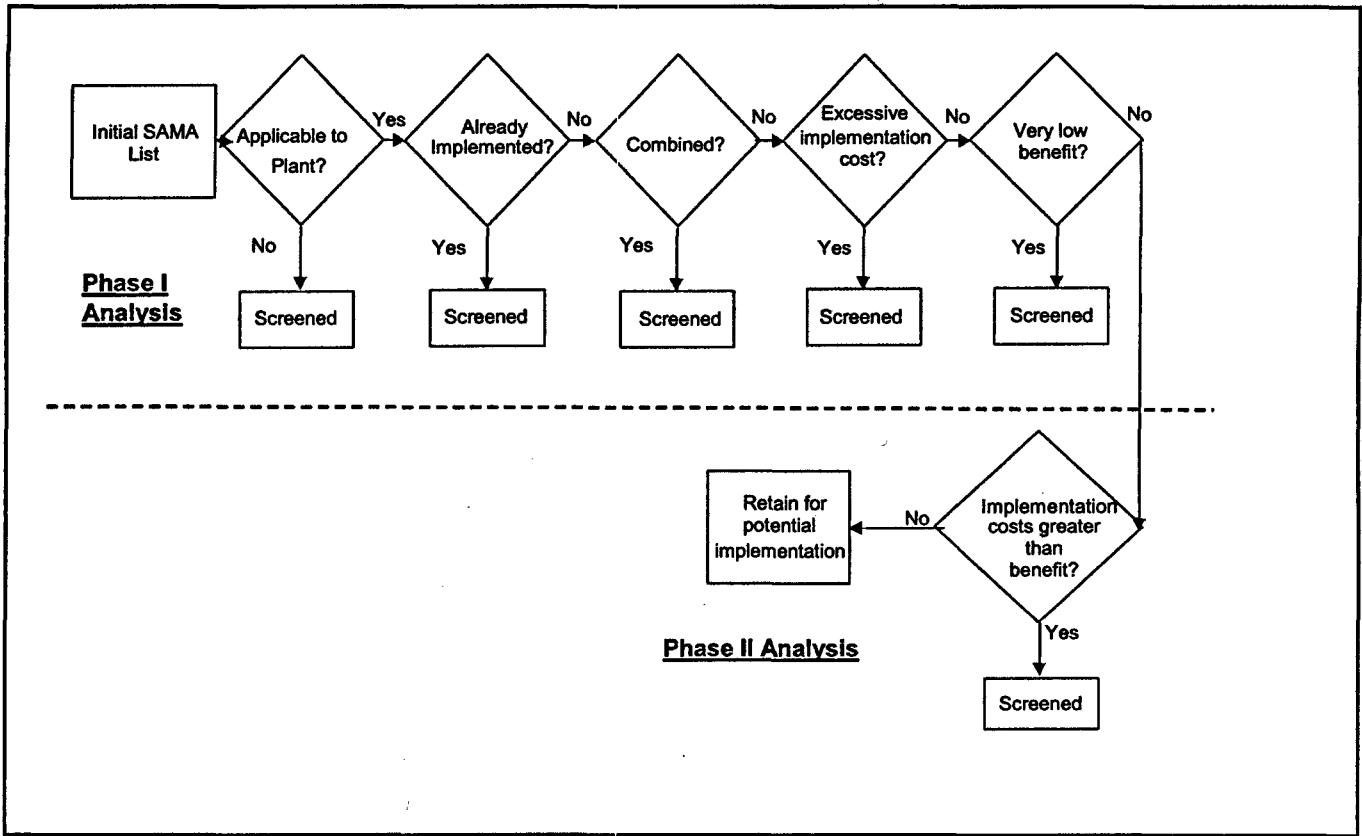 Initial SAMA
List
Applicable to
Plant?
Yes
No
Screened
Already
Implemented?
No
Yes
Screened
Combined?
No
Yes
Screened
Excessive
implementation
cost?
No
Yes
Screened
Very low
benefit?
No
Yes
Screened
Phase I
Analysis
Implementation
costs greater
than
benefit?
No
Retain for
potential
implementation
Yes
Screened
Phase II Analysis